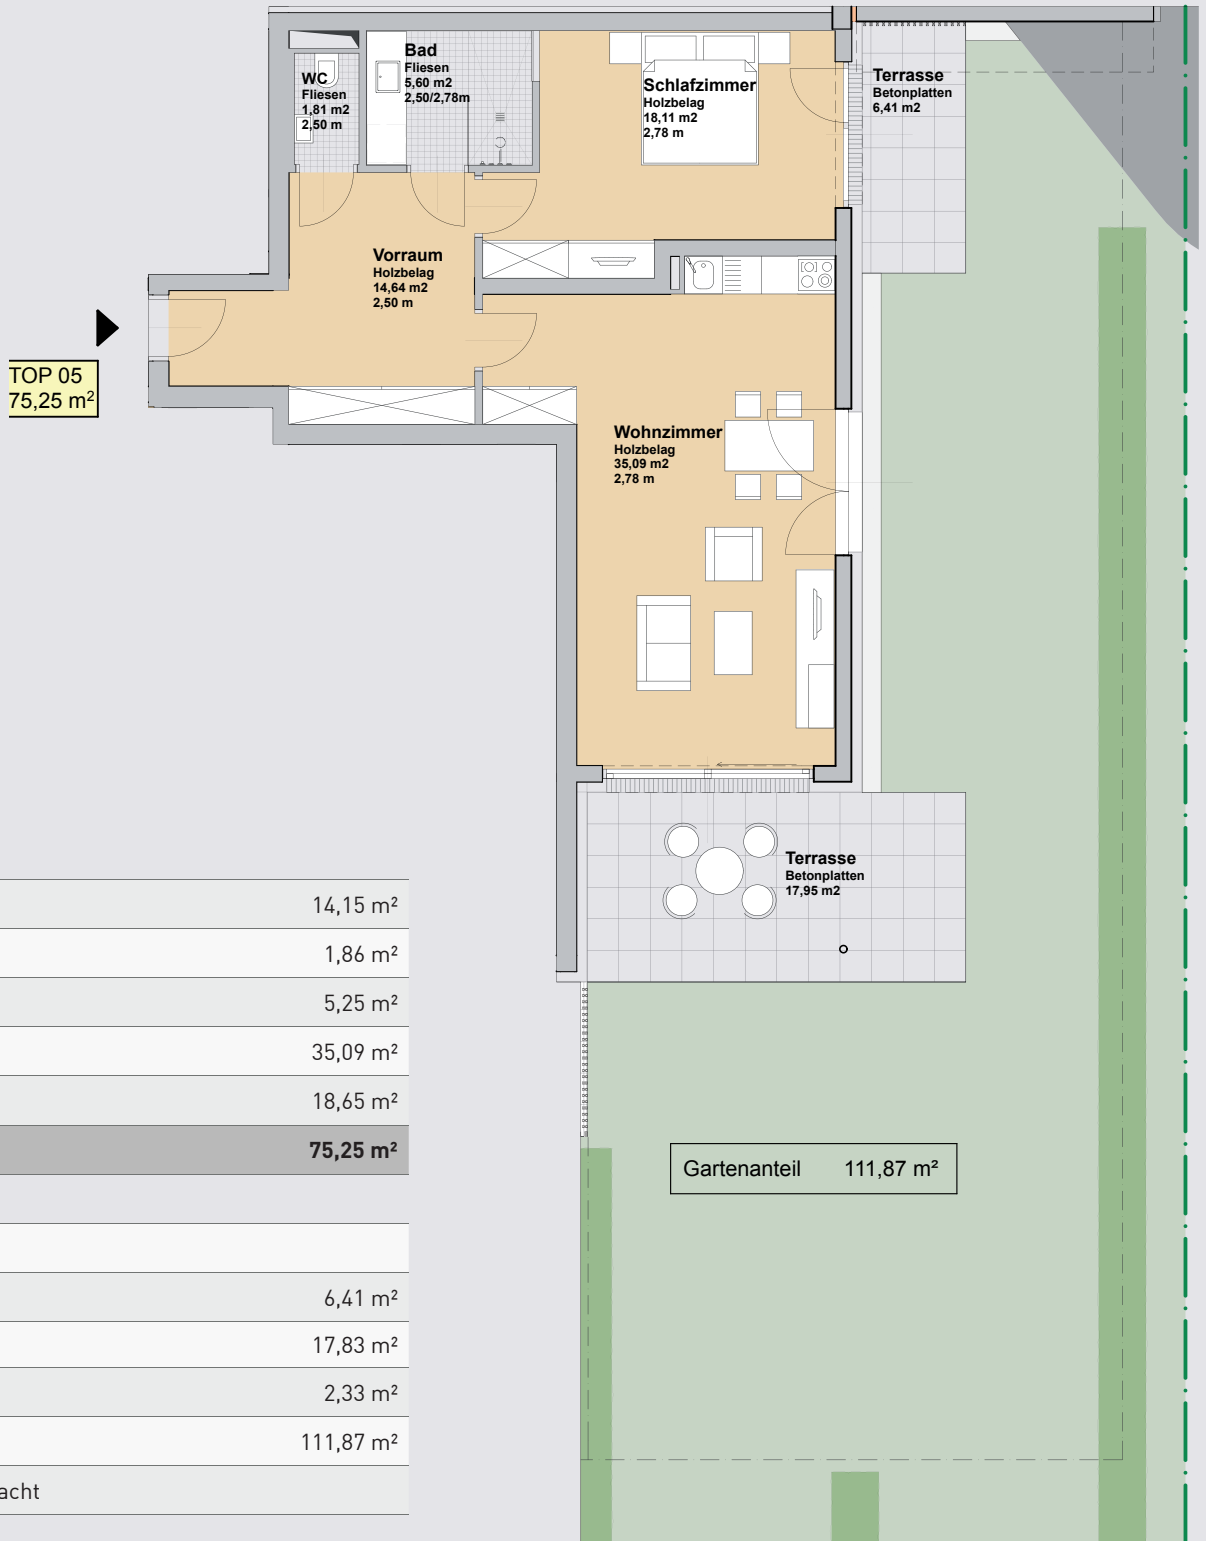 Bad
Fliesen
5,60 m2
2,50/2,78m
WC
Fliesen
1,81 m2
2,50 m
Schlafzimmer
Holzbelag
18,11 m2
2,78 m
Terrasse
Betonplatten
6,41 m2
Vorraum
Holzbelag
14,64 m2
2,50 m
TOP 05
75,25 m²
Wohnzimmer
Holzbelag
35,09 m2
2,78 m
Terrasse
Betonplatten
17,95 m2
14,15 m²
1,86 m²
5,25 m²
35,09 m²
18,65 m²
75,25 m²
Gartenanteil 111,87 m²
6,41 m²
17,83 m²
2,33 m²
111,87 m²
acht